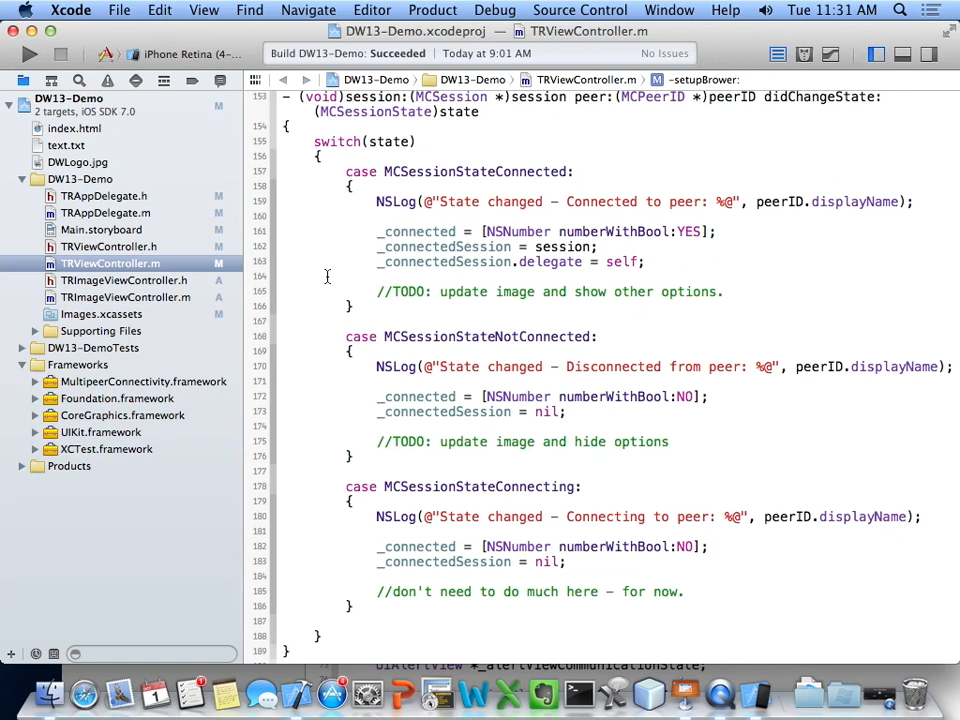 Xcode File Edit View Find Navigate Editor Product Debug Source Control Window Help Tue 11:31 AM
DW13-Demo.xcodeproj — TRViewController.m
iPhone Retina (4-... Build DW13-Demo: Succeeded Today at 9:01 AM No Issues
DW13-Demo DW13-Demo TRViewController.m M -setupBrower:
DW13-Demo M
2 targets, iOS SDK 7.0
index.html M
text.txt M
DWLogo.jpg M
DW13-Demo
h TRAppDelegate.h M
m TRAppDelegate.m M
Main.storyboard M
h TRViewController.h M
m TRViewController.m M
h TRImageViewController.h A
m TRImageViewController.m A
Images.xcassets M
Supporting Files
DW13-DemoTests
Frameworks
MultipeerConnectivity.framework
Foundation.framework
CoreGraphics.framework
UIKit.framework
XCTest.framework
Products
153 - (void)session:(MCSession *)session peer:(MCPeerID *)peerID didChangeState:
(MCSessionState)state
154 {
155 switch(state)
156 {
157 case MCSessionStateConnected:
158 {
159 NSLog(@"State changed - Connected to peer: %@", peerID.displayName);
160
161 _connected = [NSNumber numberWithBool:YES];
162 _connectedSession = session;
163 _connectedSession.delegate = self;
164
165 //TODO: update image and show other options.
166 }
167
168 case MCSessionStateNotConnected:
169 {
170 NSLog(@"State changed - Disconnected from peer: %@", peerID.displayName);
171
172 _connected = [NSNumber numberWithBool:NO];
173 _connectedSession = nil;
174
175 //TODO: update image and hide options
176 }
177
178 case MCSessionStateConnecting:
179 {
180 NSLog(@"State changed - Connecting to peer: %@", peerID.displayName);
181
182 _connected = [NSNumber numberWithBool:NO];
183 _connectedSession = nil;
184
185 //don't need to do much here - for now.
186 }
187
188 }
189 }
UIAlertView *_alertViewCommunicationState;